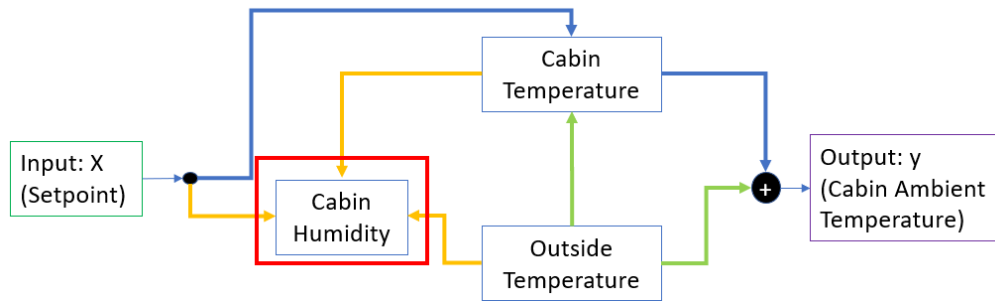 Cabin
Temperature
Input: X
(Setpoint)
Cabin
Humidity
Outside
Temperature
+
Output: y
(Cabin Ambient
Temperature)